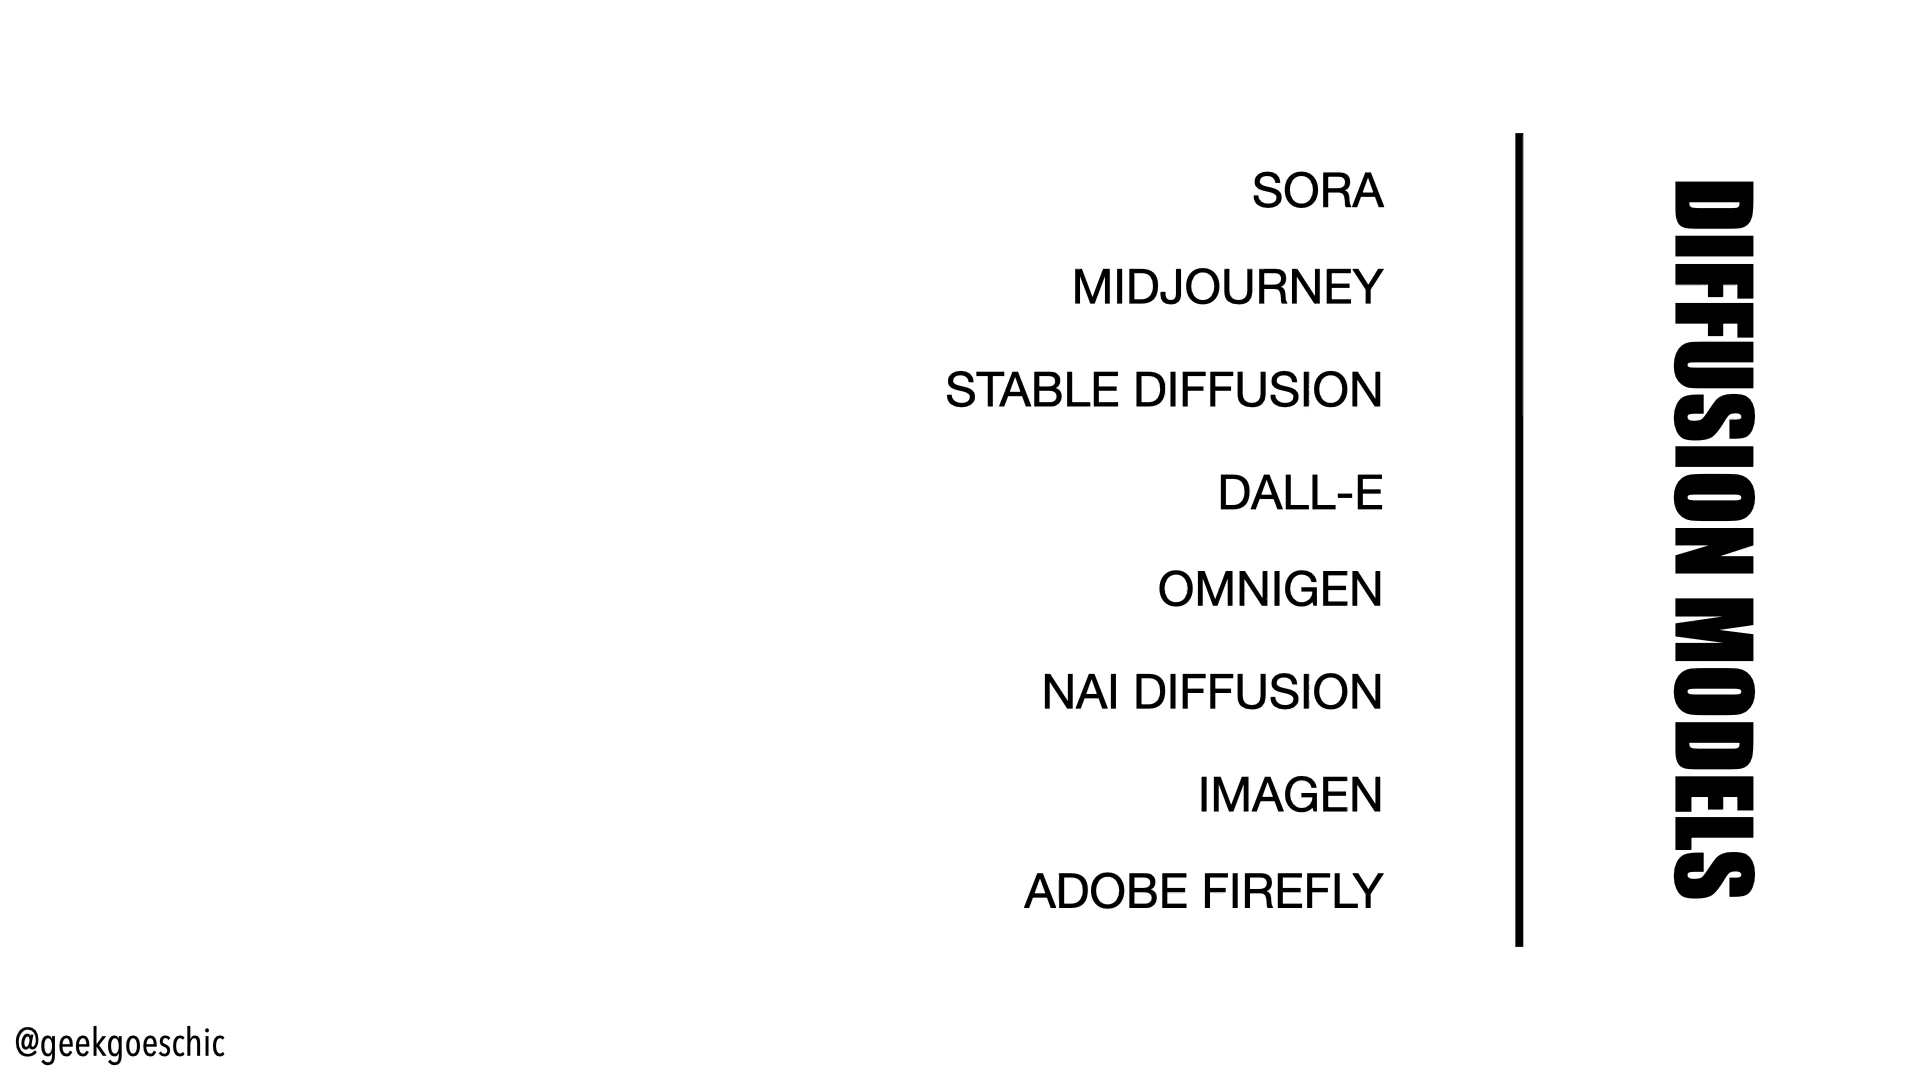 SORA
MIDJOURNEY
STABLE DIFFUSION
DALL-E
OMNIGEN
NAI DIFFUSION
IMAGEN
ADOBE FIREFLY
DIFFUSION MODELS
@geekgoeschic